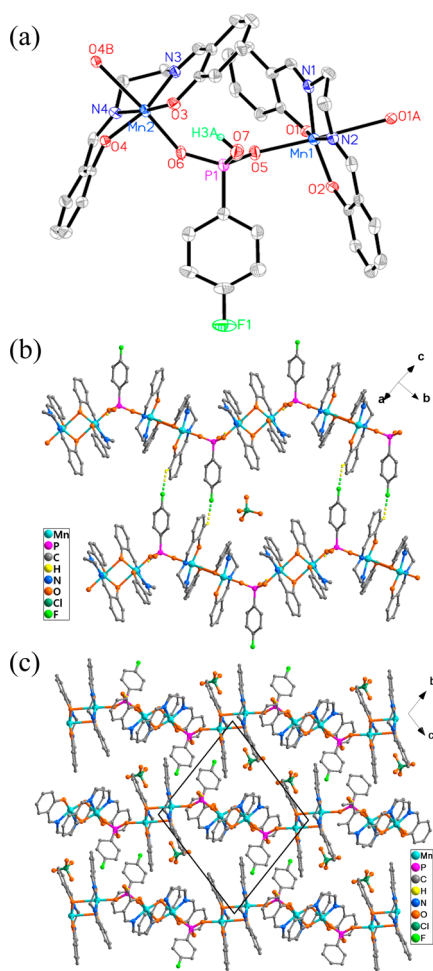 (a)
O4B
N3
N1
N4
Mn2
O3
H3A
O7
O1A
O4
O1
Mn1
N2
O6
P1
O5
O2
F1
(b)
c
a
b
Mn
P
C
H
N
O
Cl
F
(c)
b
c
Mn
P
C
N
O
Cl
F